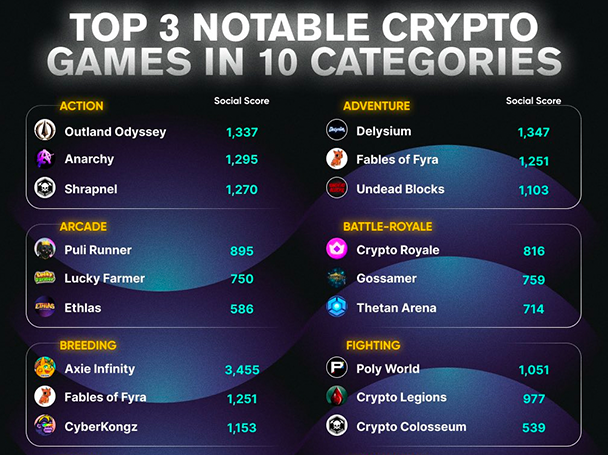 TOP 3 NOTABLE CRYPTO
GAMES IN 10 CATEGORIES
ACTION Social Score
Outland Odyssey 1,337
Anarchy 1,295
Shrapnel 1,270
ADVENTURE Social Score
Delysium 1,347
Fables of Fyra 1,251
Undead Blocks 1,103
ARCADE
Puli Runner 895
Lucky Farmer 750
Ethlas 586
BATTLE-ROYALE
Crypto Royale 816
Gossamer 759
Thetan Arena 714
BREEDING
Axie Infinity 3,455
Fables of Fyra 1,251
CyberKongz 1,153
FIGHTING
Poly World 1,051
Crypto Legions 977
Crypto Colosseum 539